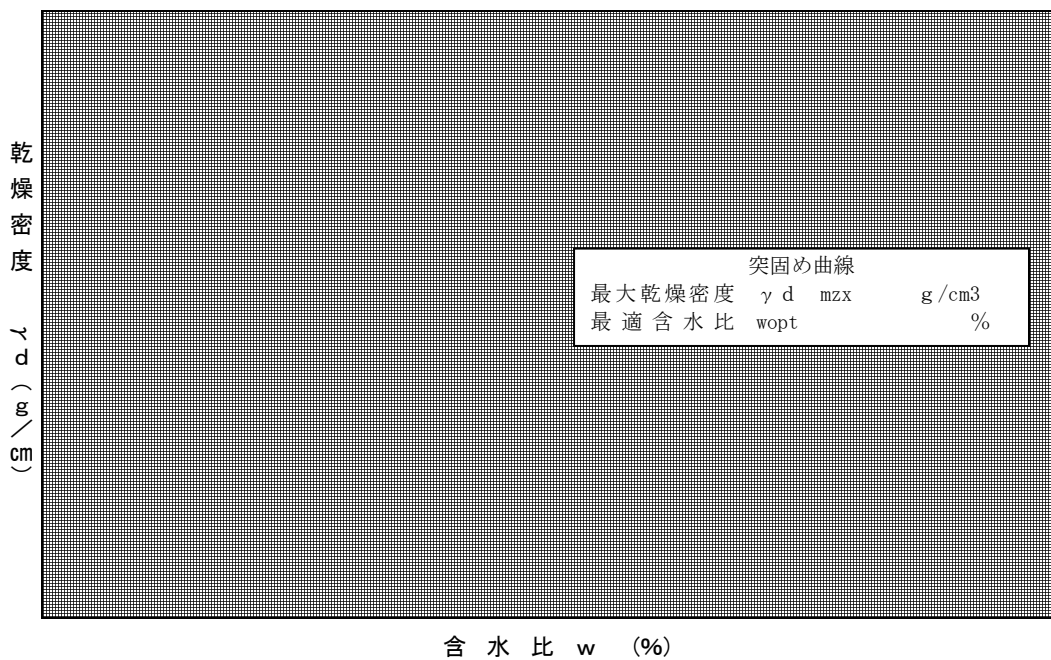 乾燥密度 γd（g／㎝）
突固め曲線
最大乾燥密度 γd mzx g/cm3
最適含水比 wopt %
含水比 w （%）